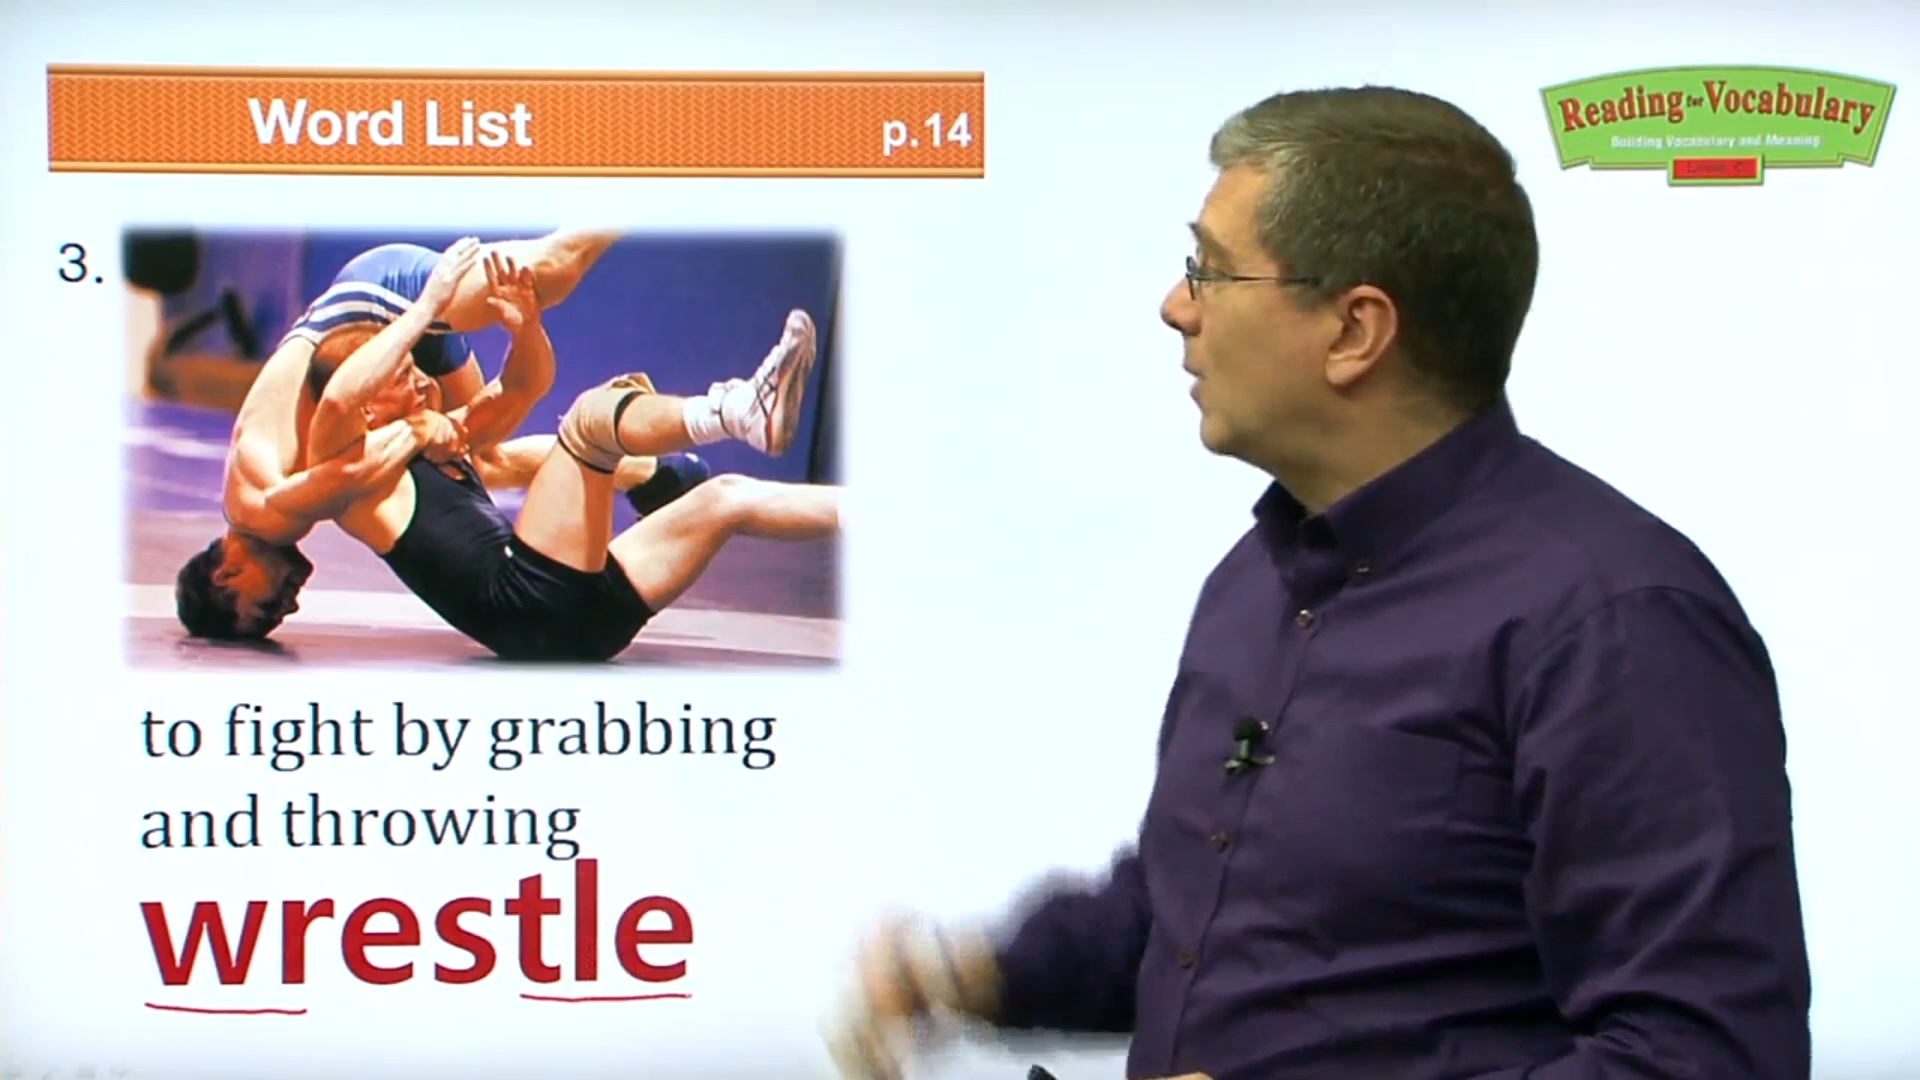 Word List
p.14
Reading for Vocabulary
Building Vocabulary and Meaning
3.
to fight by grabbing
and throwing
wrestle